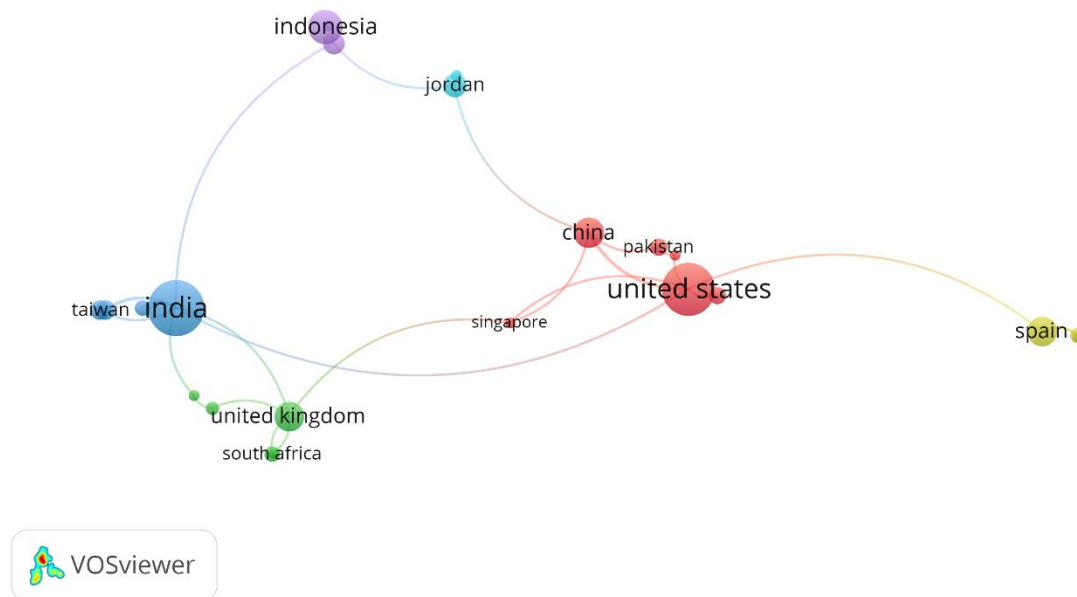 indonesia
jordan
china
pakistan
united states
india
taiwan
singapore
spain
united kingdom
south africa
VOSviewer